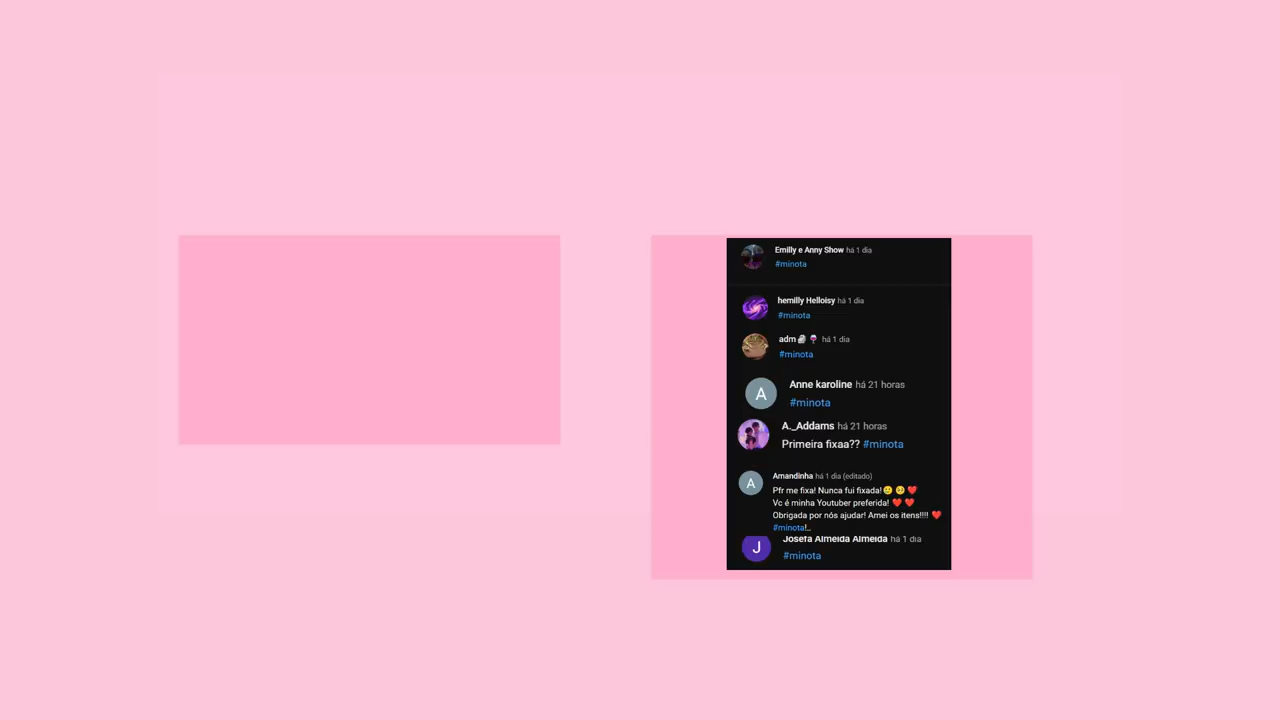 Emilly e Anny Show há 1 dia
#minota
hemilly Helloisy há 1 dia
#minota
adm🐔🍷 há 1 dia
#minota
A
Anne karoline há 21 horas
#minota
A._Addams há 21 horas
Primeira fixaa?? #minota
A
Amandinha há 1 dia (editado)
Pfr me fixa! Nunca fui fixada!🥲🥺❤️
Vc é minha Youtuber preferida! ❤️❤️
Obrigada por nós ajudar! Amei os itens!!!! ❤️
#minota!..
J
Josefa Almeida Almeida há 1 dia
#minota